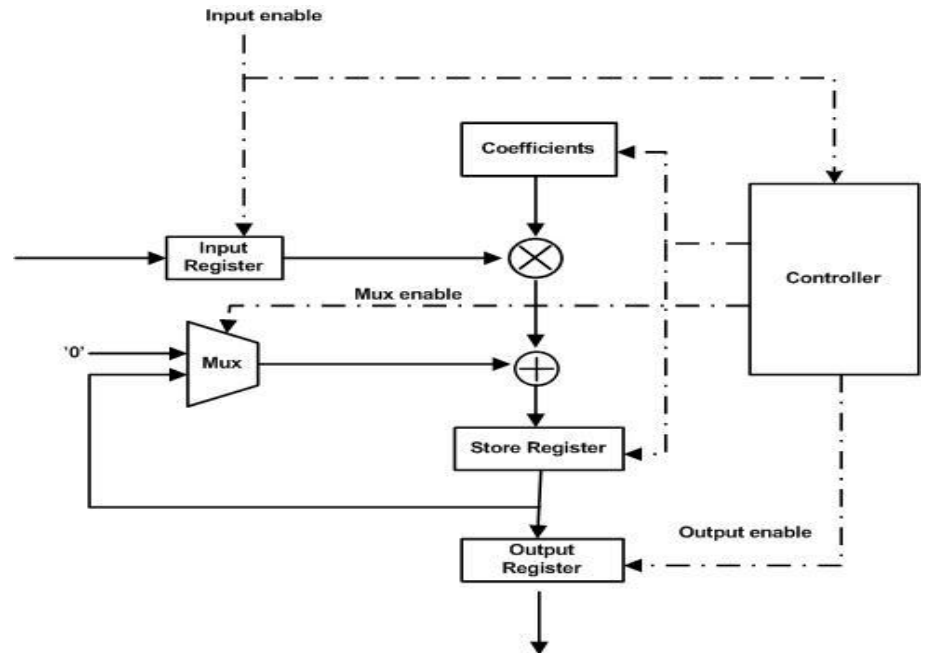 Input enable
Coefficients
Input
Register
Controller
Mux enable
'0'
Mux
Store Register
Output enable
Output
Register